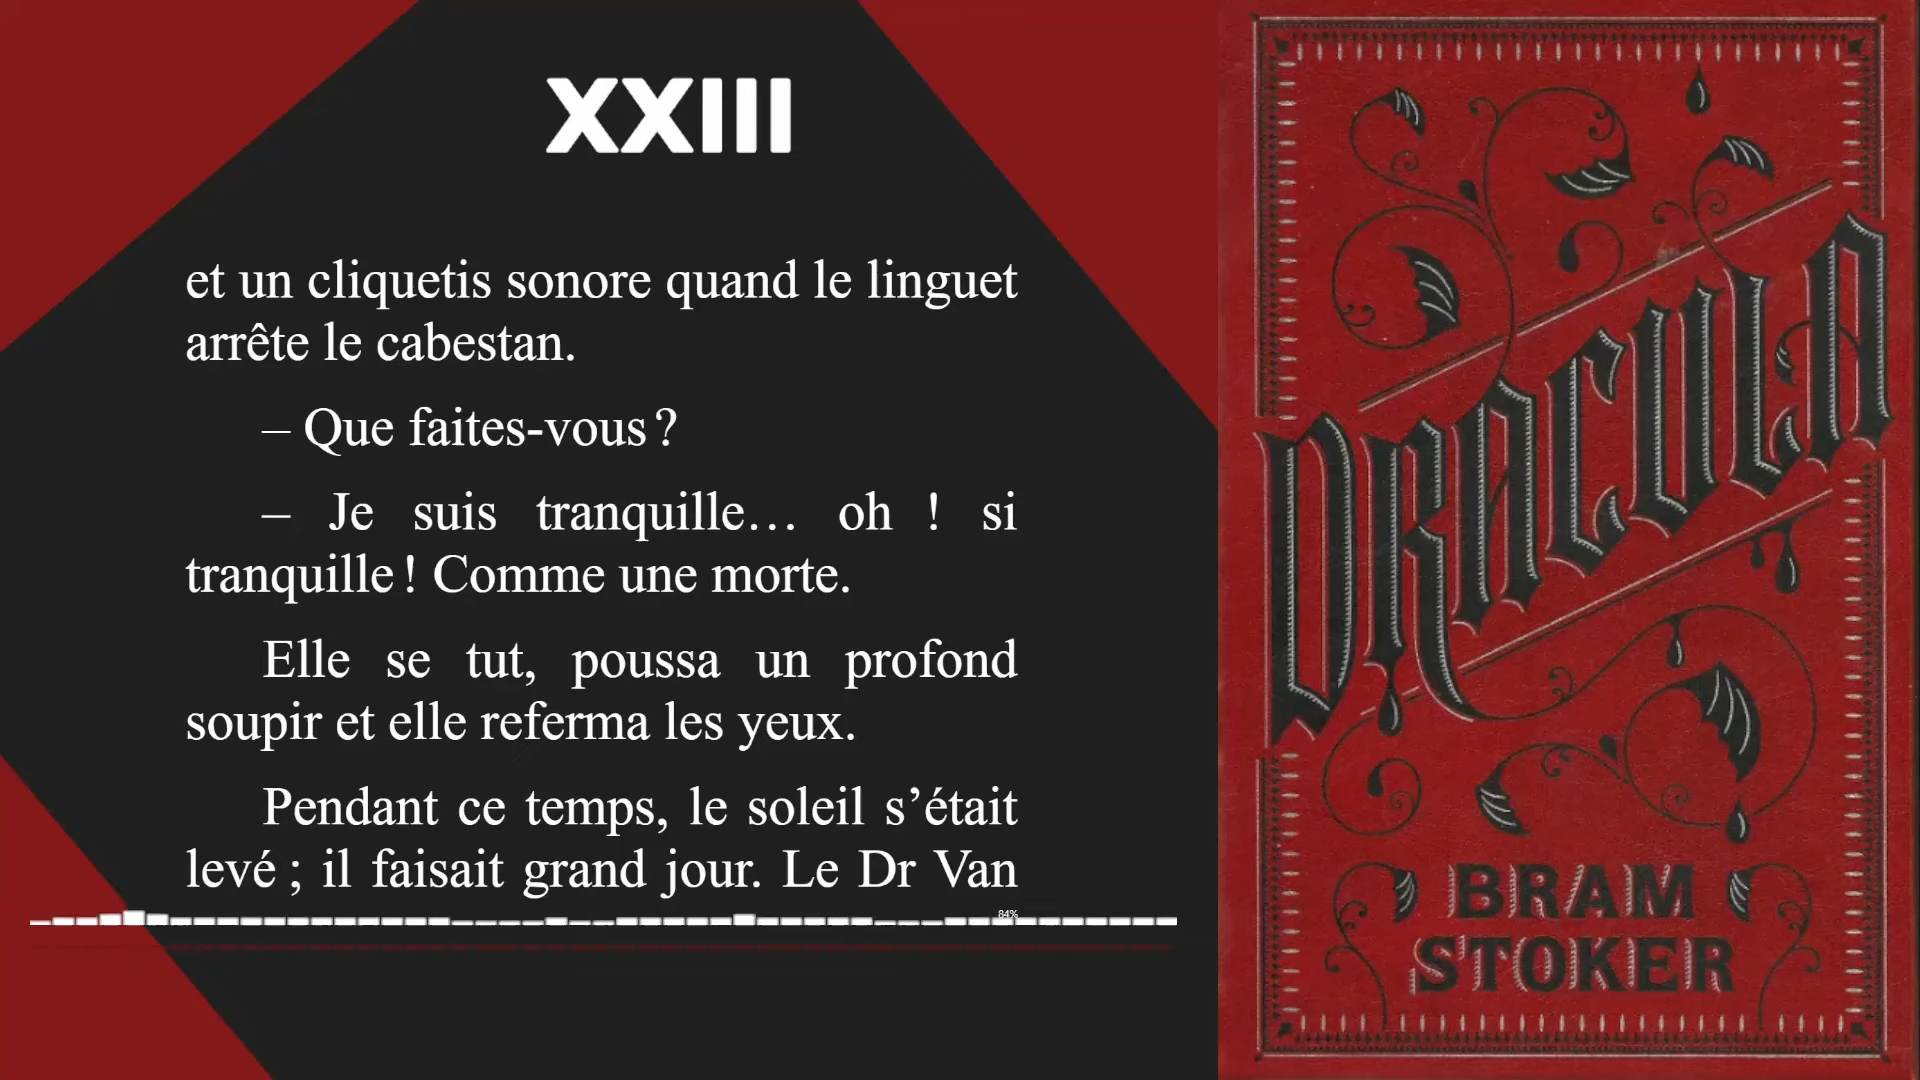 XXIII
et un cliquetis sonore quand le linguet
arrête le cabestan.
– Que faites-vous ?
– Je suis tranquille… oh ! si
tranquille ! Comme une morte.
Elle se tut, poussa un profond
soupir et elle referma les yeux.
Pendant ce temps, le soleil s’était
levé ; il faisait grand jour. Le Dr Van
84%
DRACULA
BRAM
STOKER